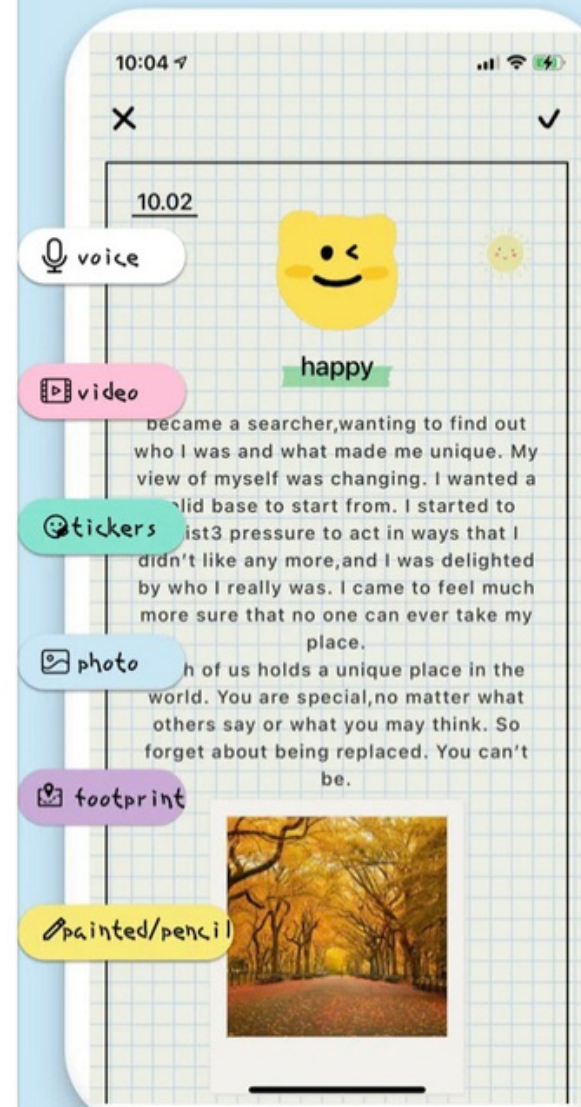 10:04
10.02
voice
happy
video
became a searcher,wanting to find out
who I was and what made me unique. My
view of myself was changing. I wanted a
lid base to start from. I started to
tickers
ist3 pressure to act in ways that I
didn't like any more,and I was delighted
by who I really was. I came to feel much
more sure that no one can ever take my
place.
photo
h of us holds a unique place in the
world. You are special,no matter what
others say or what you may think. So
forget about being replaced. You can't
be.
footprint
painted/pencil